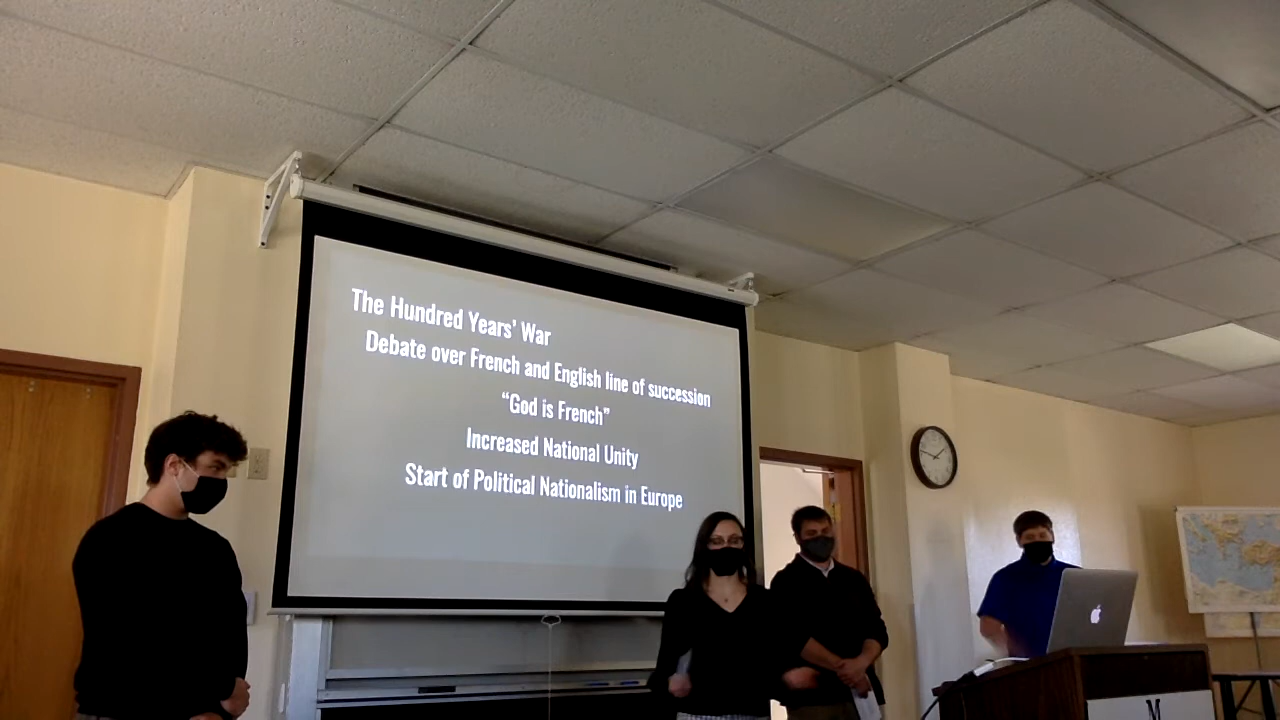 The Hundred Years' War
Debate over French and English line of succession
“God is French”
Increased National Unity
Start of Political Nationalism in Europe
M